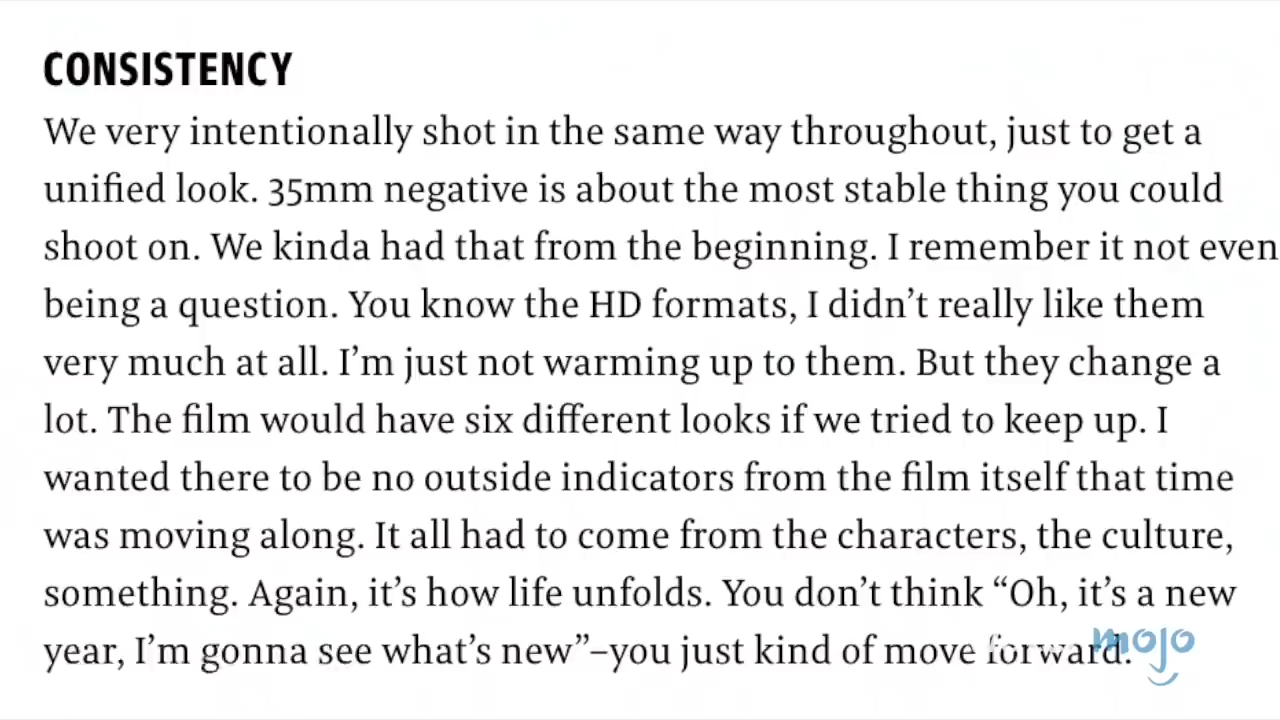 CONSISTENCY
We very intentionally shot in the same way throughout, just to get a
unified look. 35mm negative is about the most stable thing you could
shoot on. We kinda had that from the beginning. I remember it not even
being a question. You know the HD formats, I didn’t really like them
very much at all. I’m just not warming up to them. But they change a
lot. The film would have six different looks if we tried to keep up. I
wanted there to be no outside indicators from the film itself that time
was moving along. It all had to come from the characters, the culture,
something. Again, it’s how life unfolds. You don’t think “Oh, it’s a new
year, I’m gonna see what’s new”–you just kind of move forward.
mojo